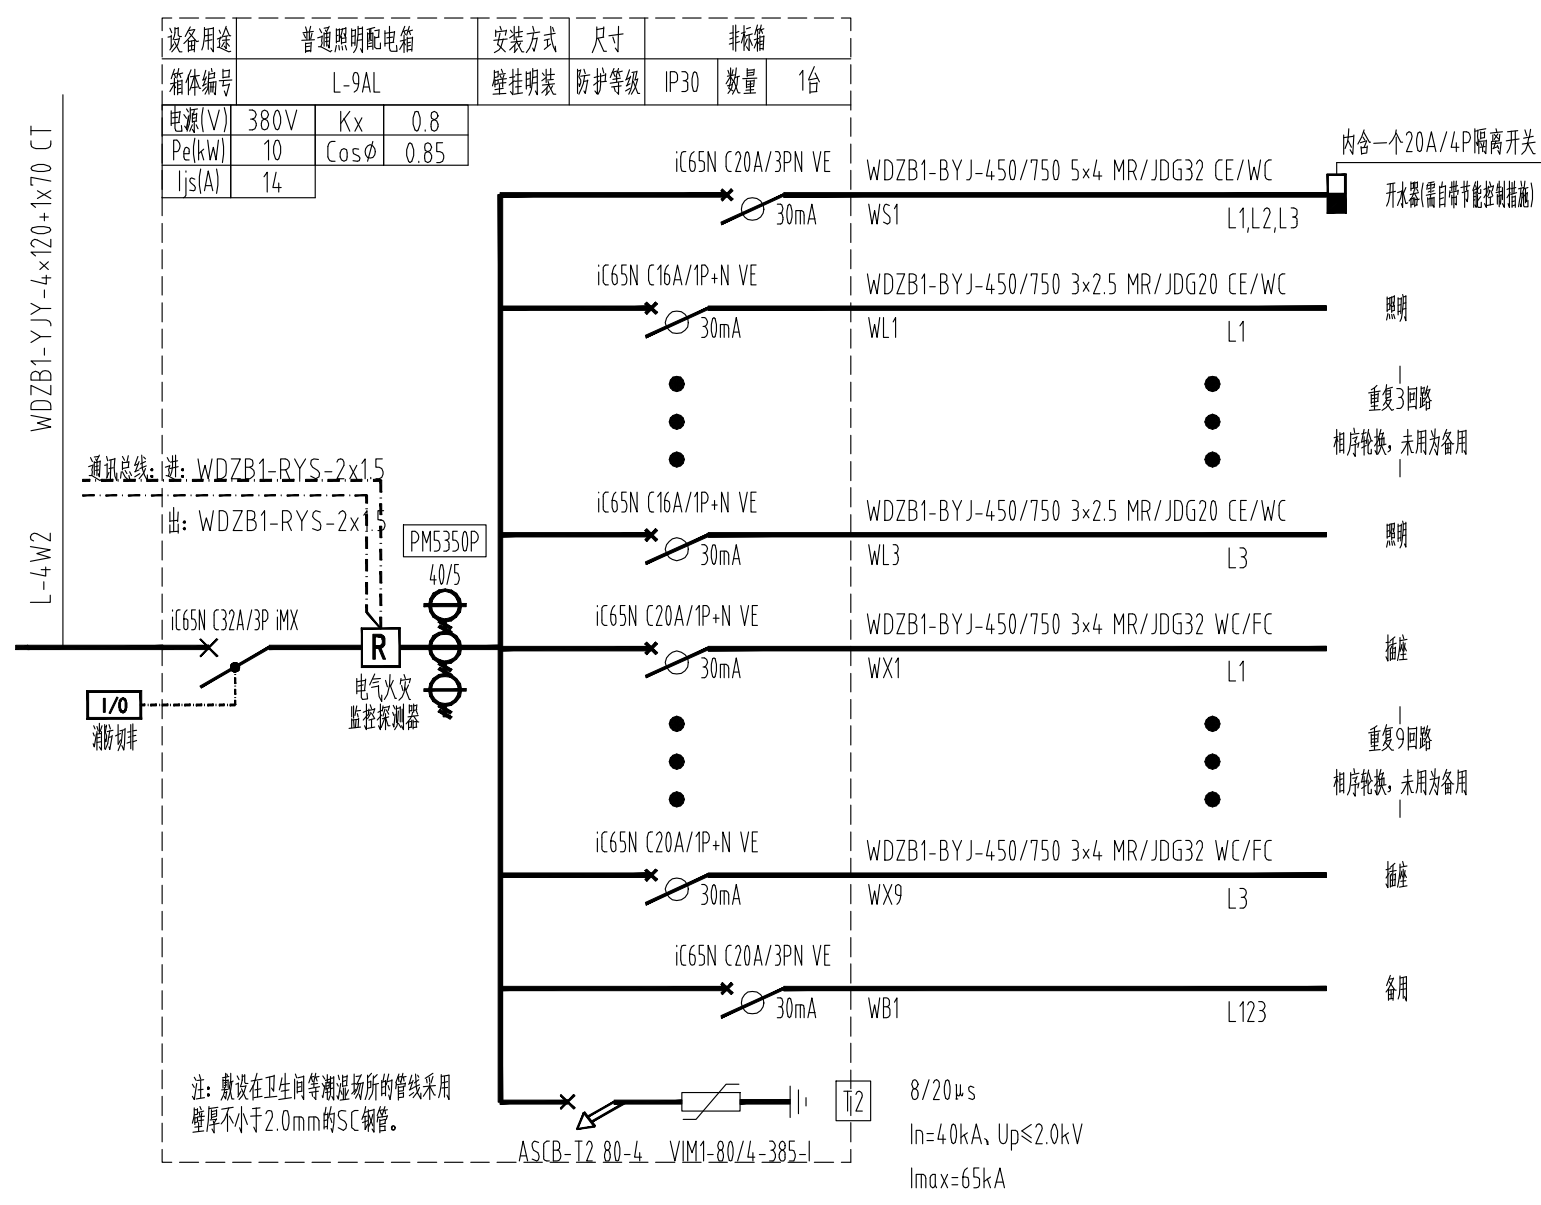 设备用途 普通照明配电箱 安装方式 尺寸 非标箱
箱体编号 L-9AL 壁挂明装 防护等级 IP30 数量 1台
电源(V) 380V Kx 0.8
Pe(kW) 10 CosØ 0.85
Ijs(A) 14
WDZB1-YJY-4×120+1x70 CT
L-4W2
通讯总线：进：WDZB1-RYS-2x1.5
出：WDZB1-RYS-2x1.5
PM5350P
40/5
iC65N C32A/3P iMX
R
电气火灾
监控探测器
I/O
消防切非
iC65N C20A/3PN VE
30mA
WDZB1-BYJ-450/750 5×4 MR/JDG32 CE/WC
WS1 L1,L2,L3
内含一个20A/4P隔离开关
开水器(需自带节能控制措施)
iC65N C16A/1P+N VE
30mA
WDZB1-BYJ-450/750 3×2.5 MR/JDG20 CE/WC
WL1 L1
照明
重复3回路
相序轮换，未用为备用
iC65N C16A/1P+N VE
30mA
WDZB1-BYJ-450/750 3×2.5 MR/JDG20 CE/WC
WL3 L3
照明
iC65N C20A/1P+N VE
30mA
WDZB1-BYJ-450/750 3×4 MR/JDG32 WC/FC
WX1 L1
插座
重复9回路
相序轮换，未用为备用
iC65N C20A/1P+N VE
30mA
WDZB1-BYJ-450/750 3×4 MR/JDG32 WC/FC
WX9 L3
插座
iC65N C20A/3PN VE
30mA
WB1 L123
备用
注：敷设在卫生间等潮湿场所的管线采用
壁厚不小于2.0mm的SC钢管。
ASCB-T2 80-4 VIM1-80/4-385-I
T2
8/20μs
In=40kA、Up≤2.0kV
Imax=65kA